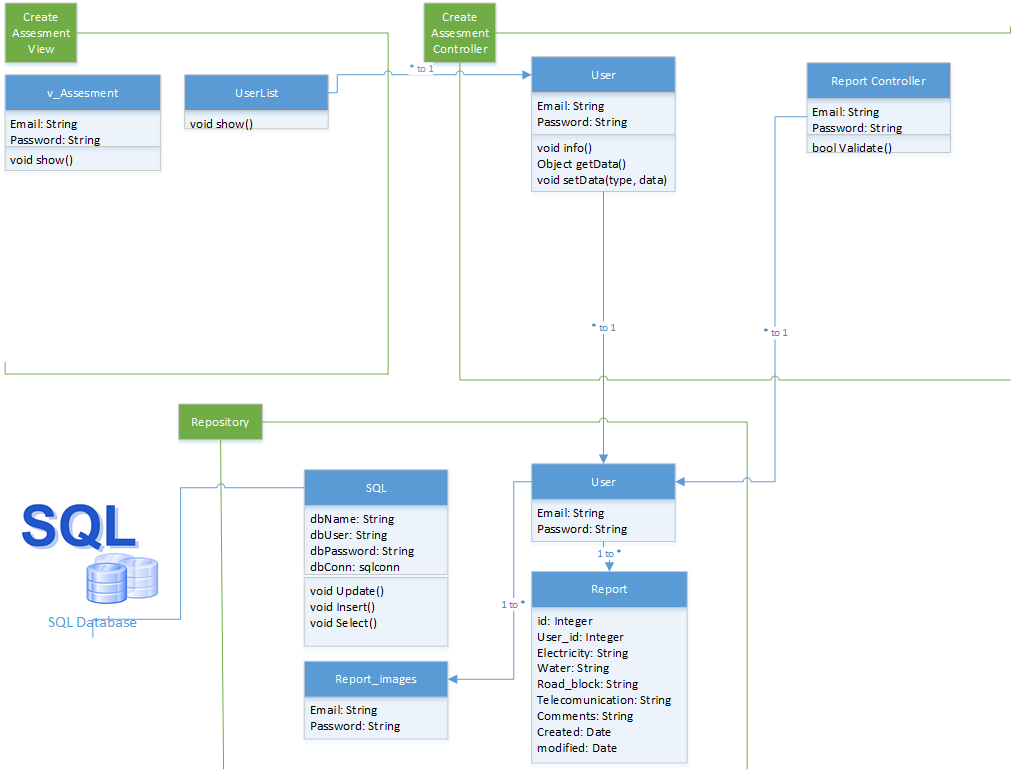 Create
Assesment
View
v_Assesment
Email: String
Password: String
void show()
UserList
void show()
* to 1
Create
Assesment
Controller
User
Email: String
Password: String
void info()
Object getData()
void setData(type, data)
Report Controller
Email: String
Password: String
bool Validate()
* to 1
* to 1
Repository
SQL
SQL Database
SQL
dbName: String
dbUser: String
dbPassword: String
dbConn: sqlconn
void Update()
void Insert()
void Select()
Report_images
Email: String
Password: String
User
Email: String
Password: String
1 to *
1 to *
Report
id: Integer
User_id: Integer
Electricity: String
Water: String
Road_block: String
Telecomunication: String
Comments: String
Created: Date
modified: Date